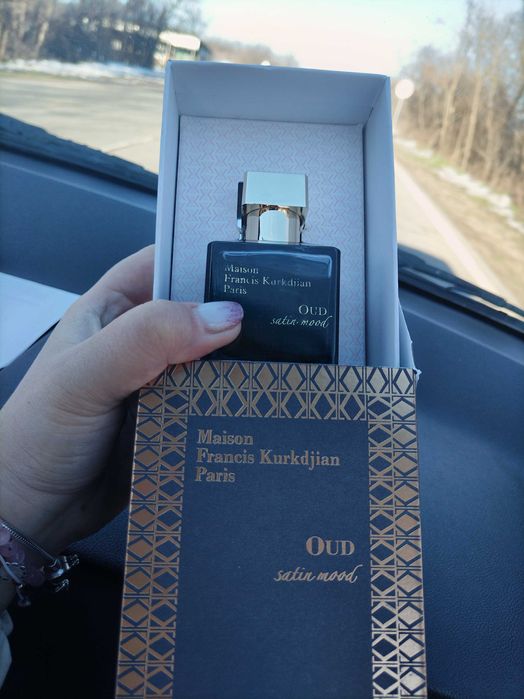 Maison
Francis Kurkdjian
Paris
OUD
satin mood
Maison
Francis Kurkdjian
Paris
OUD
satin mood